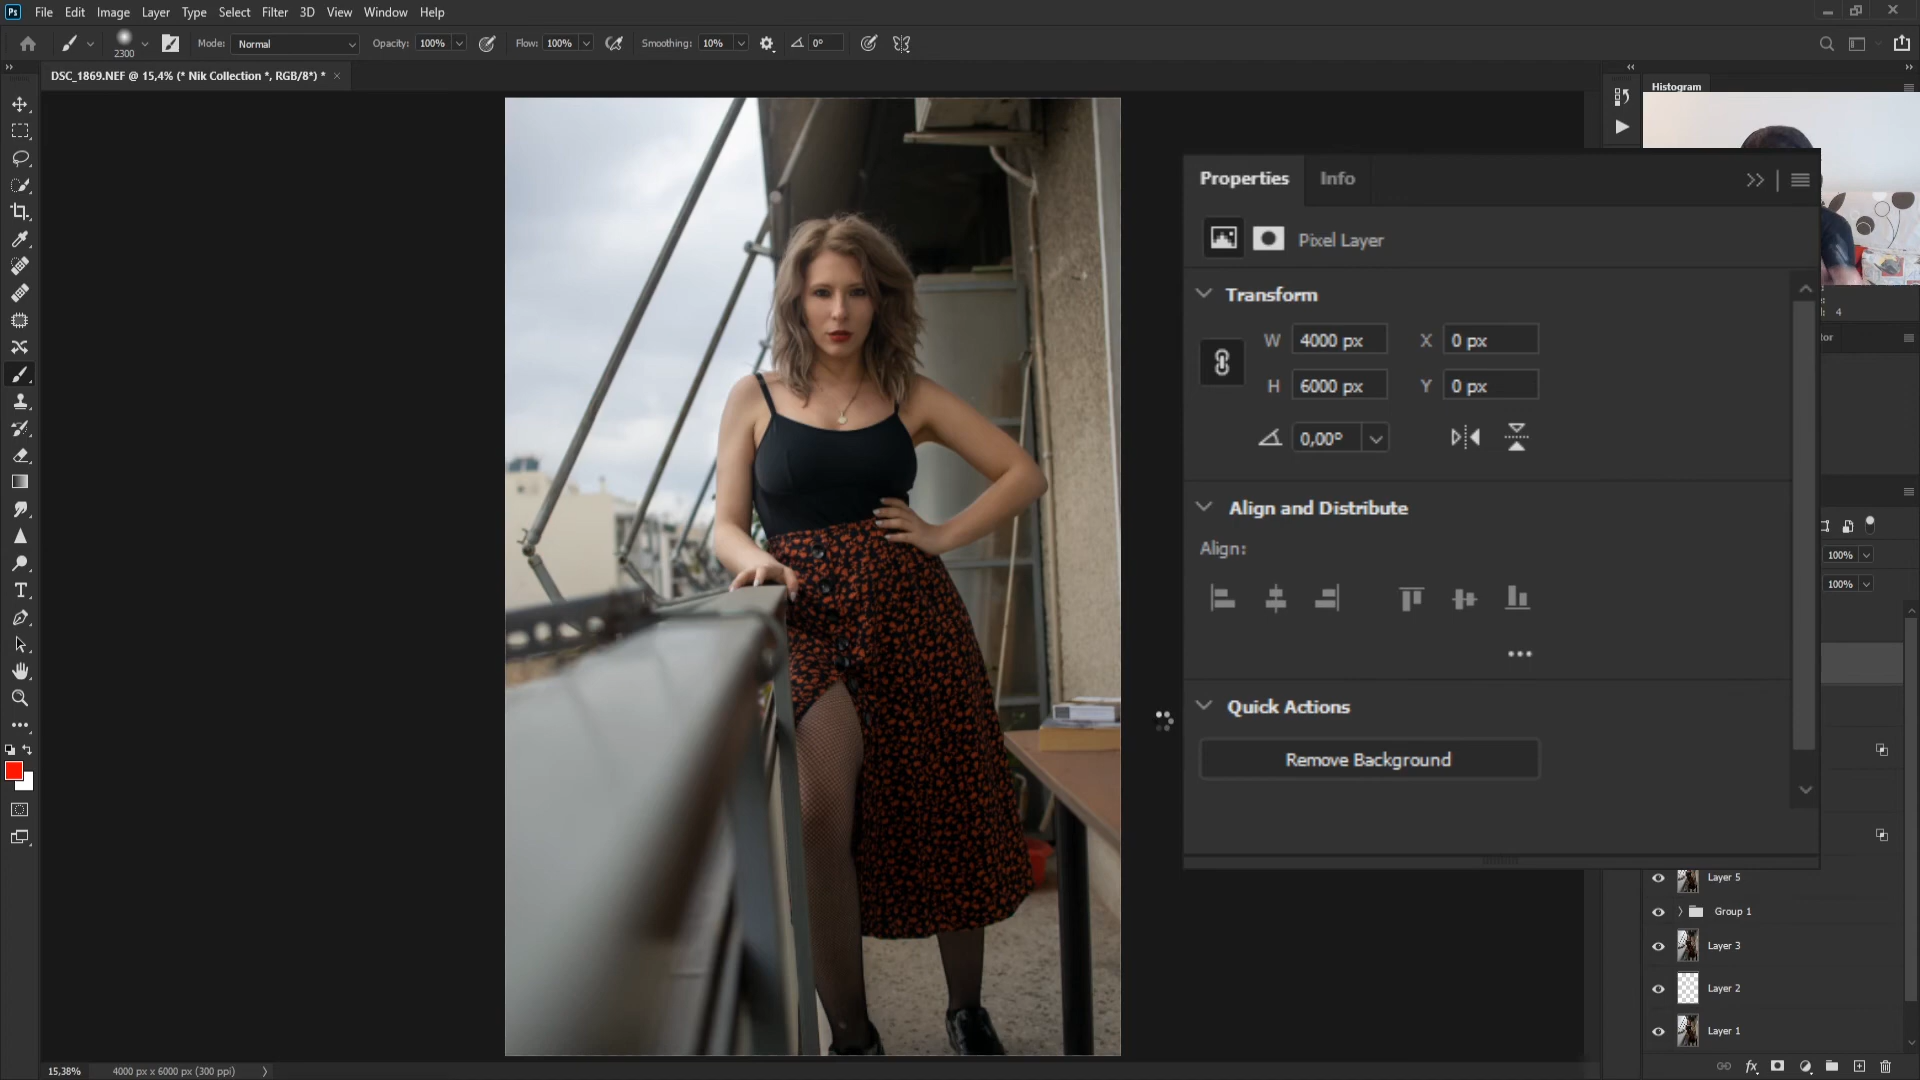 Ps File Edit Image Layer Type Select Filter 3D View Window Help
2300 Mode: Normal Opacity: 100% Flow: 100% Smoothing: 10% 0°
DSC_1869.NEF @ 15,4% (* Nik Collection *, RGB/8*) *
Histogram
Properties Info
Pixel Layer
Transform
W 4000 px X 0 px
H 6000 px Y 0 px
0,00°
Align and Distribute
Align:
Quick Actions
Remove Background
4
100%
100%
Layer 5
Group 1
Layer 3
Layer 2
Layer 1
fx
15,38% 4000 px x 6000 px (300 ppi)